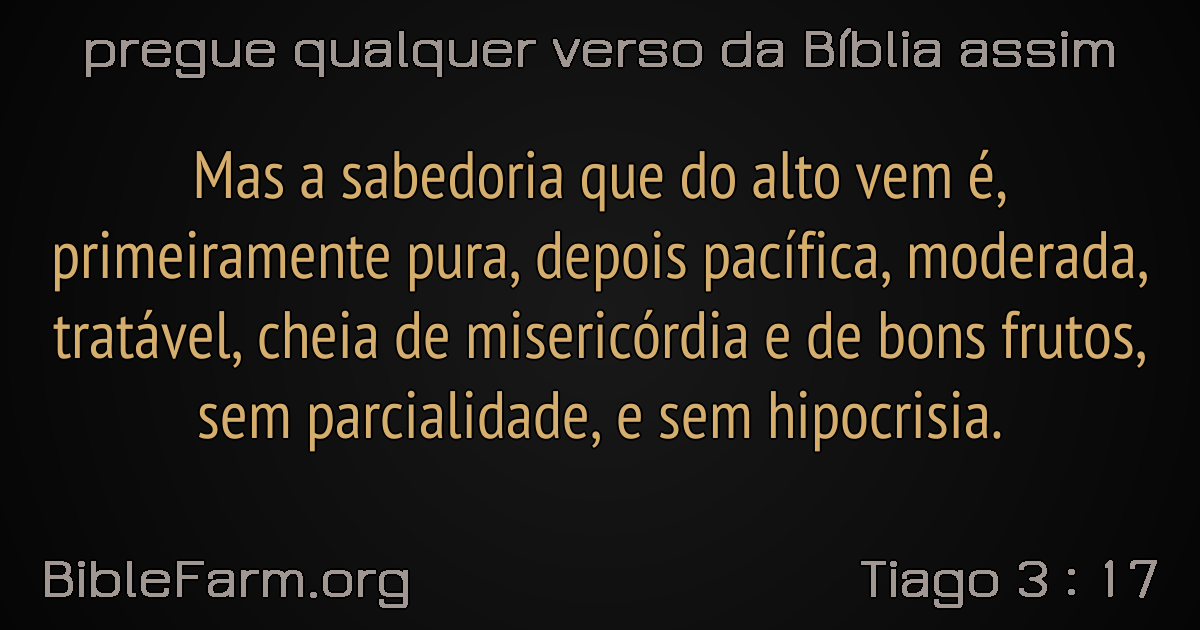 pregue qualquer verso da Bíblia assim
Mas a sabedoria que do alto vem é,
primeiramente pura, depois pacífica, moderada,
tratável, cheia de misericórdia e de bons frutos,
sem parcialidade, e sem hipocrisia.
BibleFarm.org
Tiago 3 : 17